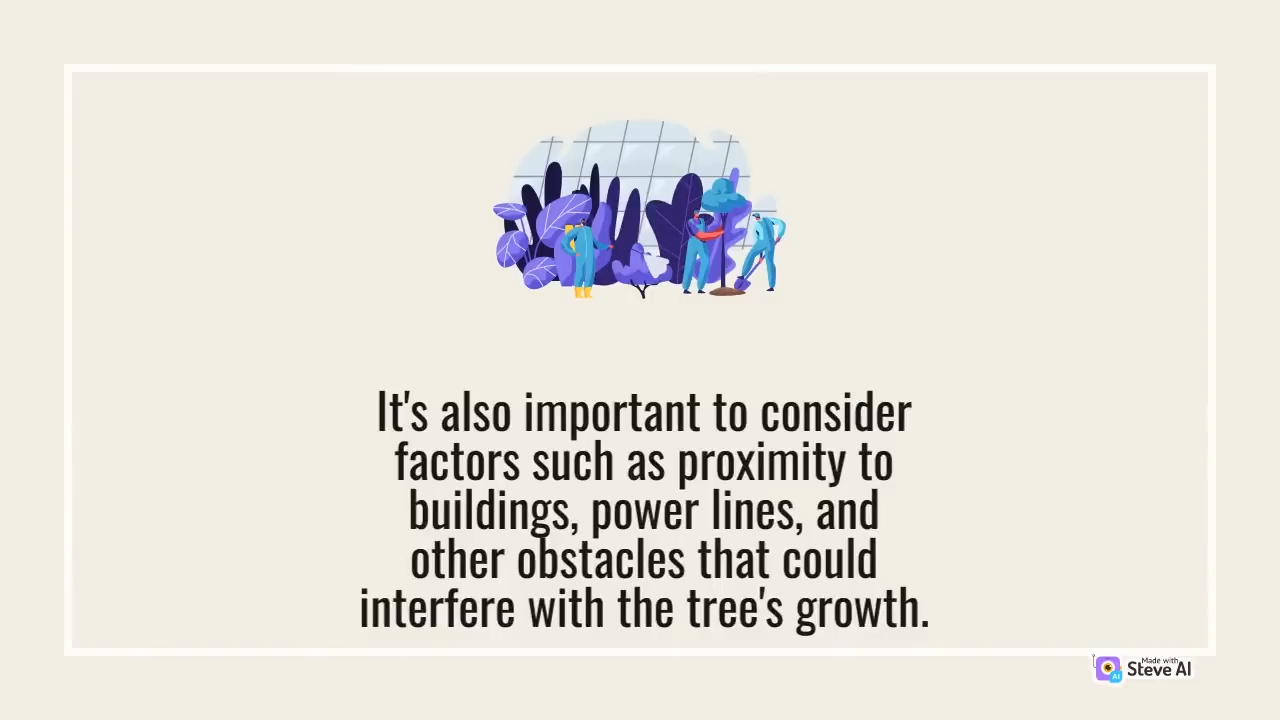 It's also important to consider
factors such as proximity to
buildings, power lines, and
other obstacles that could
interfere with the tree's growth.
Made with
Steve AI
AI